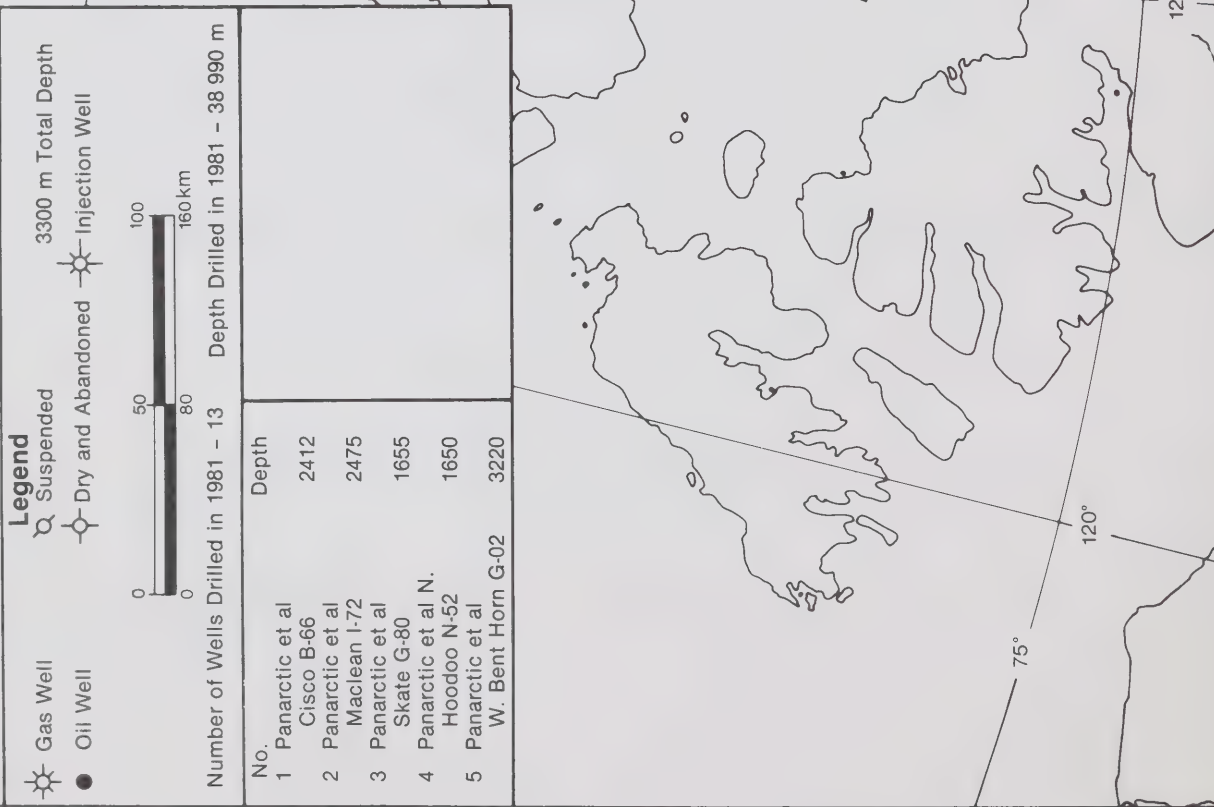 Legend
Gas Well
Suspended
3300 m Total Depth
Oil Well
Dry and Abandoned
Injection Well
0 50 100
0 80 160 km
Number of Wells Drilled in 1981 - 13 Depth Drilled in 1981 - 38 990 m
No. Depth
1 Panarctic et al
Cisco B-66 2412
2 Panarctic et al
Maclean I-72 2475
3 Panarctic et al
Skate G-80 1655
4 Panarctic et al N.
Hoodoo N-52 1650
5 Panarctic et al
W. Bent Horn G-02 3220
75°
120°